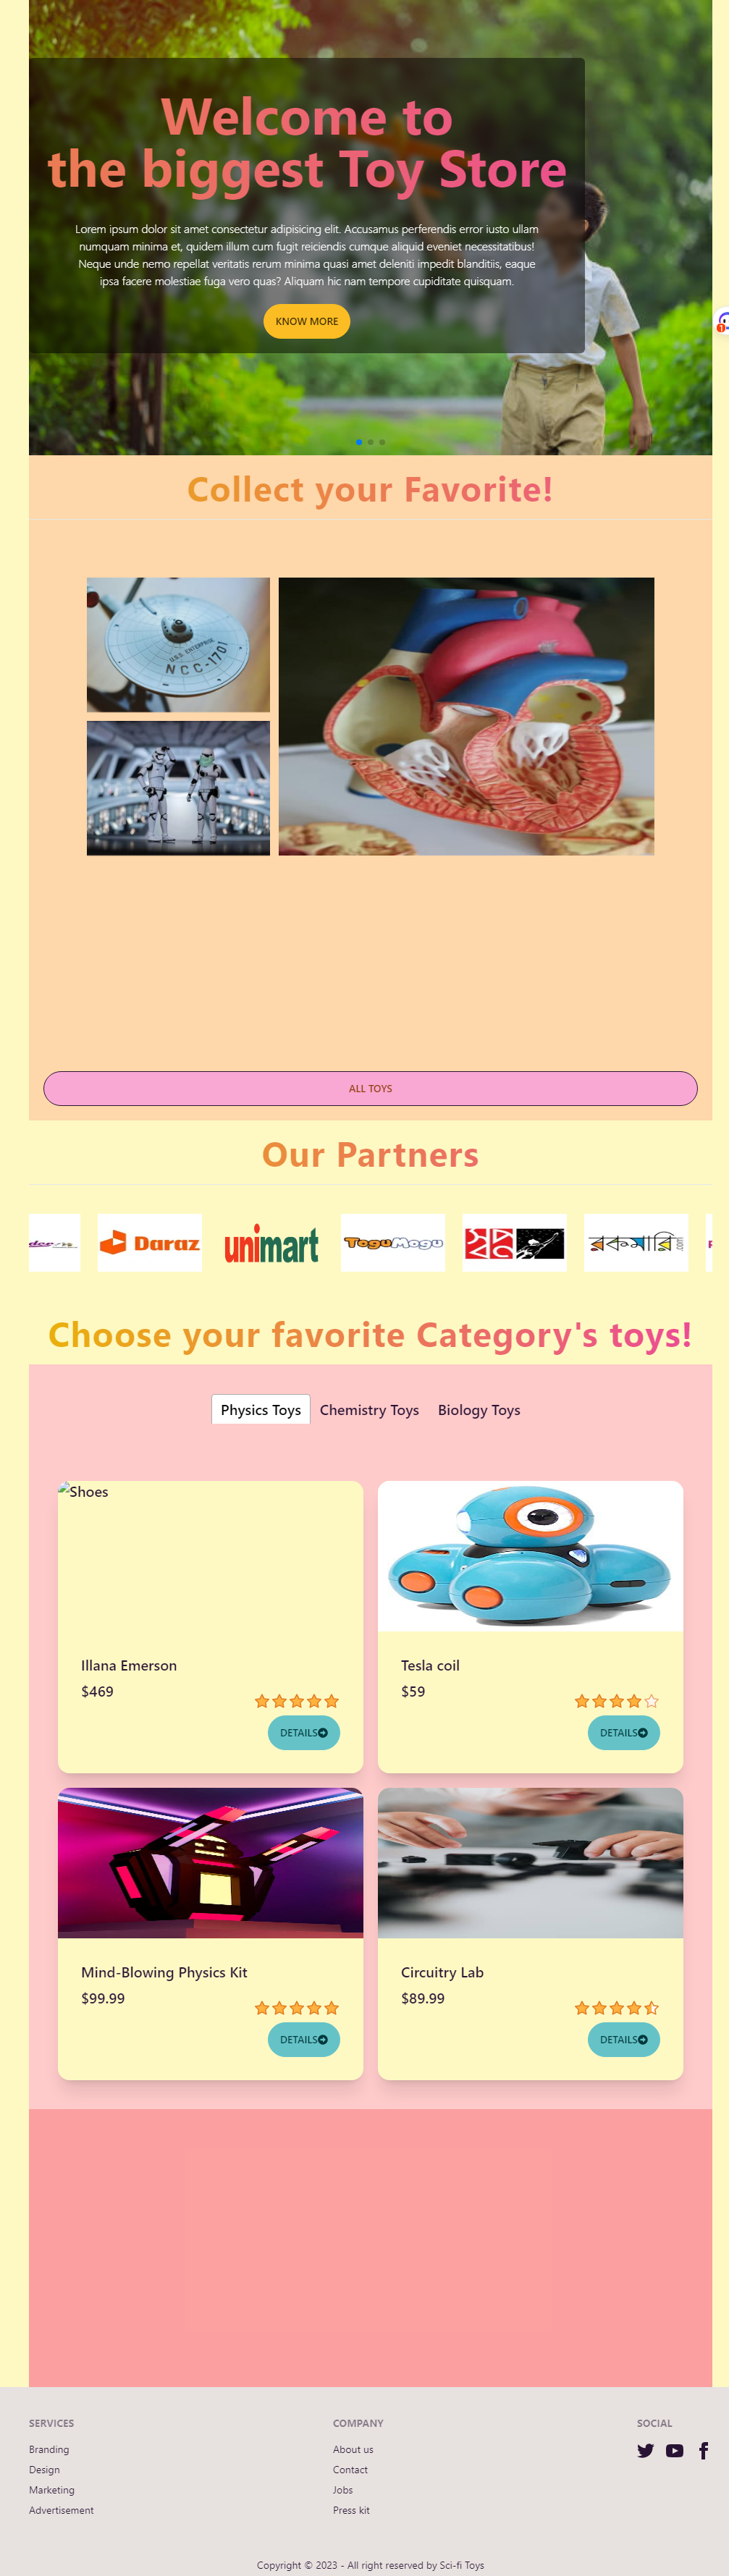 Welcome to
the biggest Toy Store
Lorem ipsum dolor sit amet consectetur adipisicing elit. Accusamus perferendis error iusto ullam
numquam minima et, quidem illum cum fugit reiciendis cumque aliquid eveniet necessitatibus!
Neque unde nemo repellat veritatis rerum minima quasi amet deleniti impedit blanditiis, eaque
ipsa facere molestiae fuga vero quas? Aliquam hic nam tempore cupiditate quisquam.
KNOW MORE
1
Collect your Favorite!
U.S.S. ENTERPRISE
NCC-1701
ALL TOYS
Our Partners
Daraz
unimart
ToguMogu
রকমারি
.com
Choose your favorite Category's toys!
Physics Toys Chemistry Toys Biology Toys
Shoes
Illana Emerson
$469
DETAILS
Tesla coil
$59
DETAILS
Mind-Blowing Physics Kit
$99.99
DETAILS
Circuitry Lab
$89.99
DETAILS
SERVICES
Branding
Design
Marketing
Advertisement
COMPANY
About us
Contact
Jobs
Press kit
SOCIAL
Copyright © 2023 - All right reserved by Sci-fi Toys